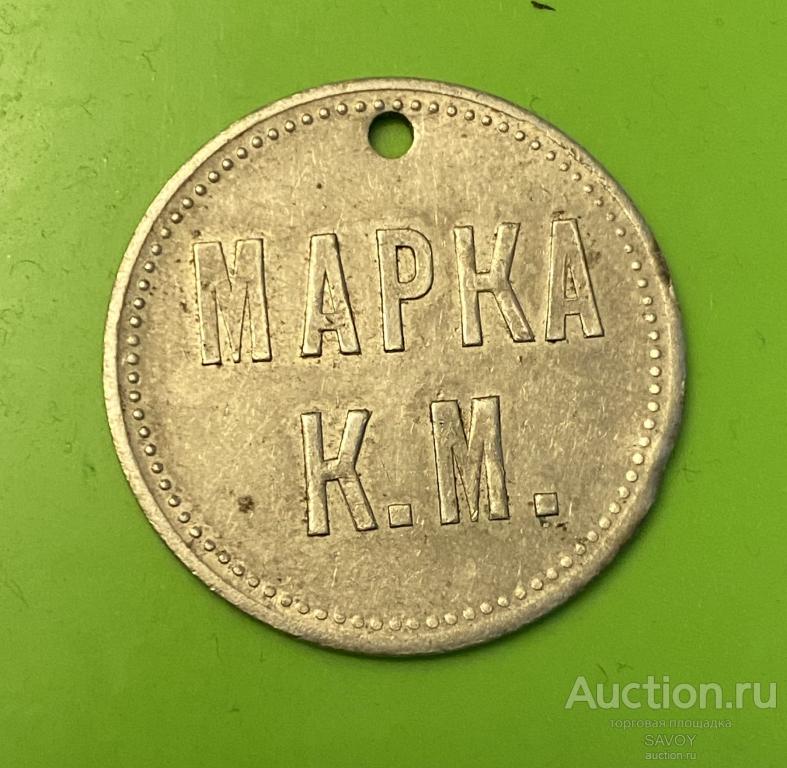 МАРКА
К.М.
Auction.ru
торговая площадка
SAVOY
auction.ru